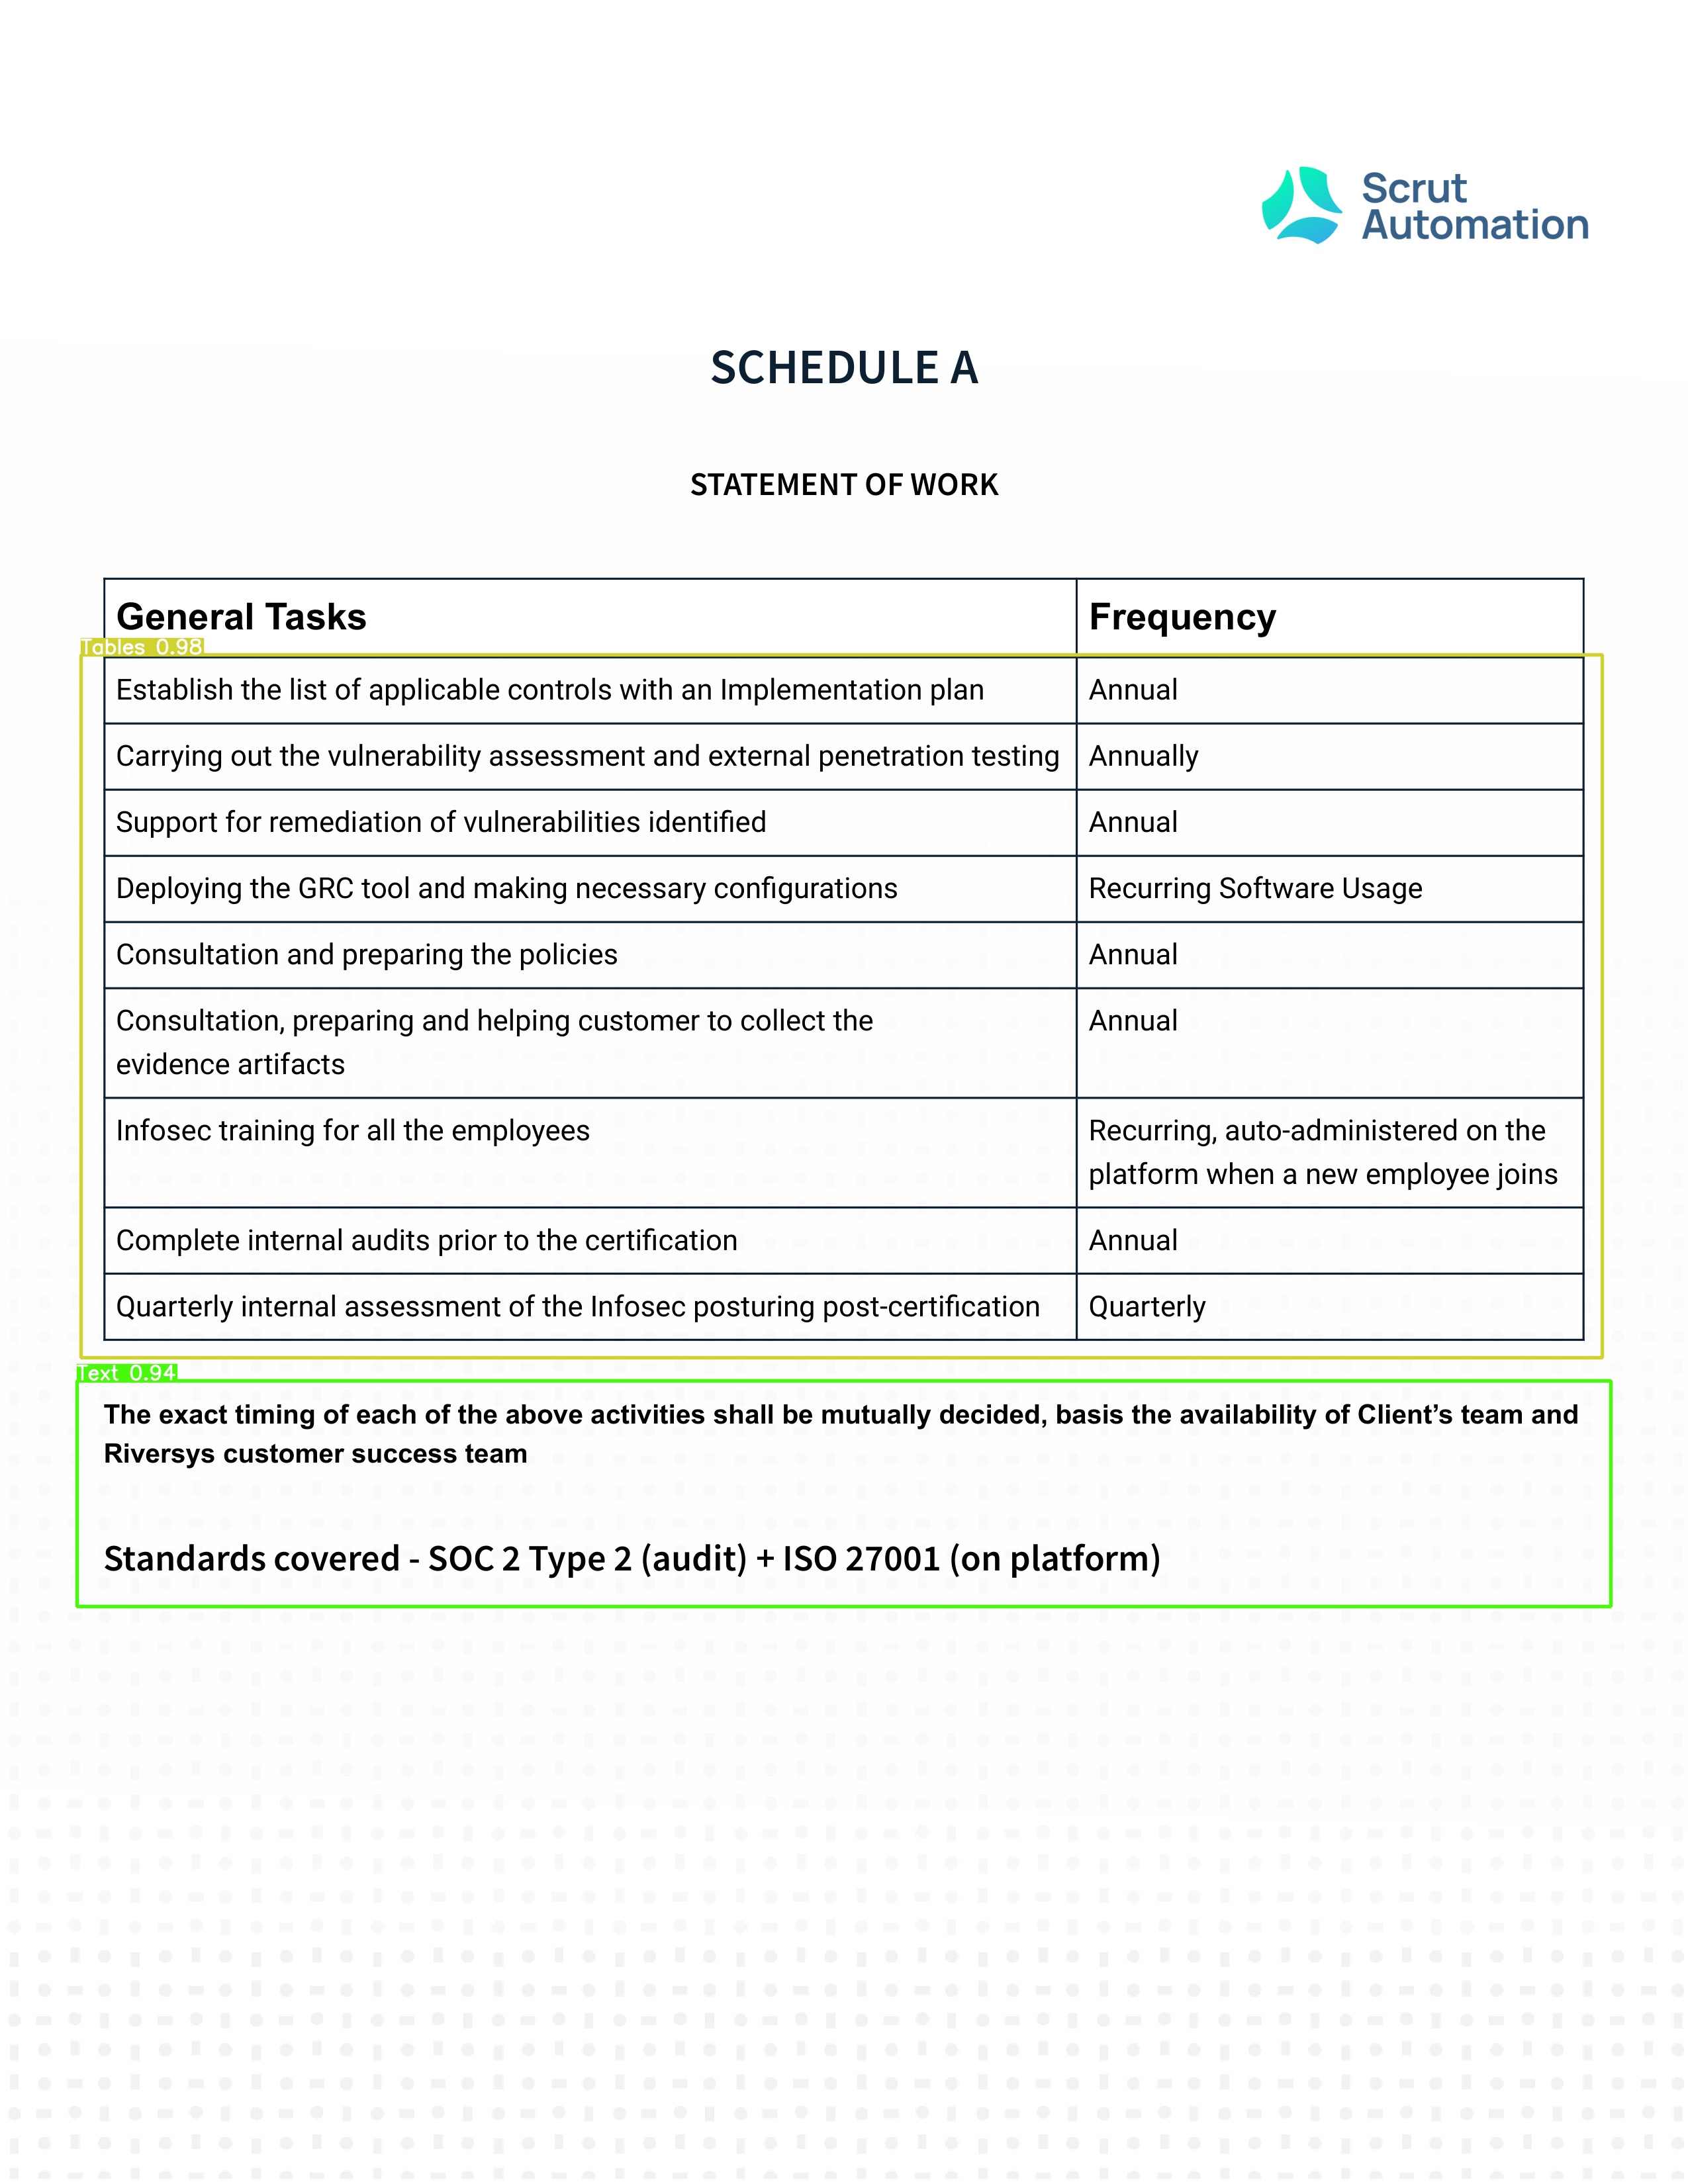 Scrut
Automation
SCHEDULE A
STATEMENT OF WORK
General Tasks Frequency
Tables 0.98
Establish the list of applicable controls with an Implementation plan Annual
Carrying out the vulnerability assessment and external penetration testing Annually
Support for remediation of vulnerabilities identified Annual
Deploying the GRC tool and making necessary configurations Recurring Software Usage
Consultation and preparing the policies Annual
Consultation, preparing and helping customer to collect the Annual
evidence artifacts
Infosec training for all the employees Recurring, auto-administered on the
platform when a new employee joins
Complete internal audits prior to the certification Annual
Quarterly internal assessment of the Infosec posturing post-certification Quarterly
Text 0.94
The exact timing of each of the above activities shall be mutually decided, basis the availability of Client’s team and
Riversys customer success team
Standards covered - SOC 2 Type 2 (audit) + ISO 27001 (on platform)